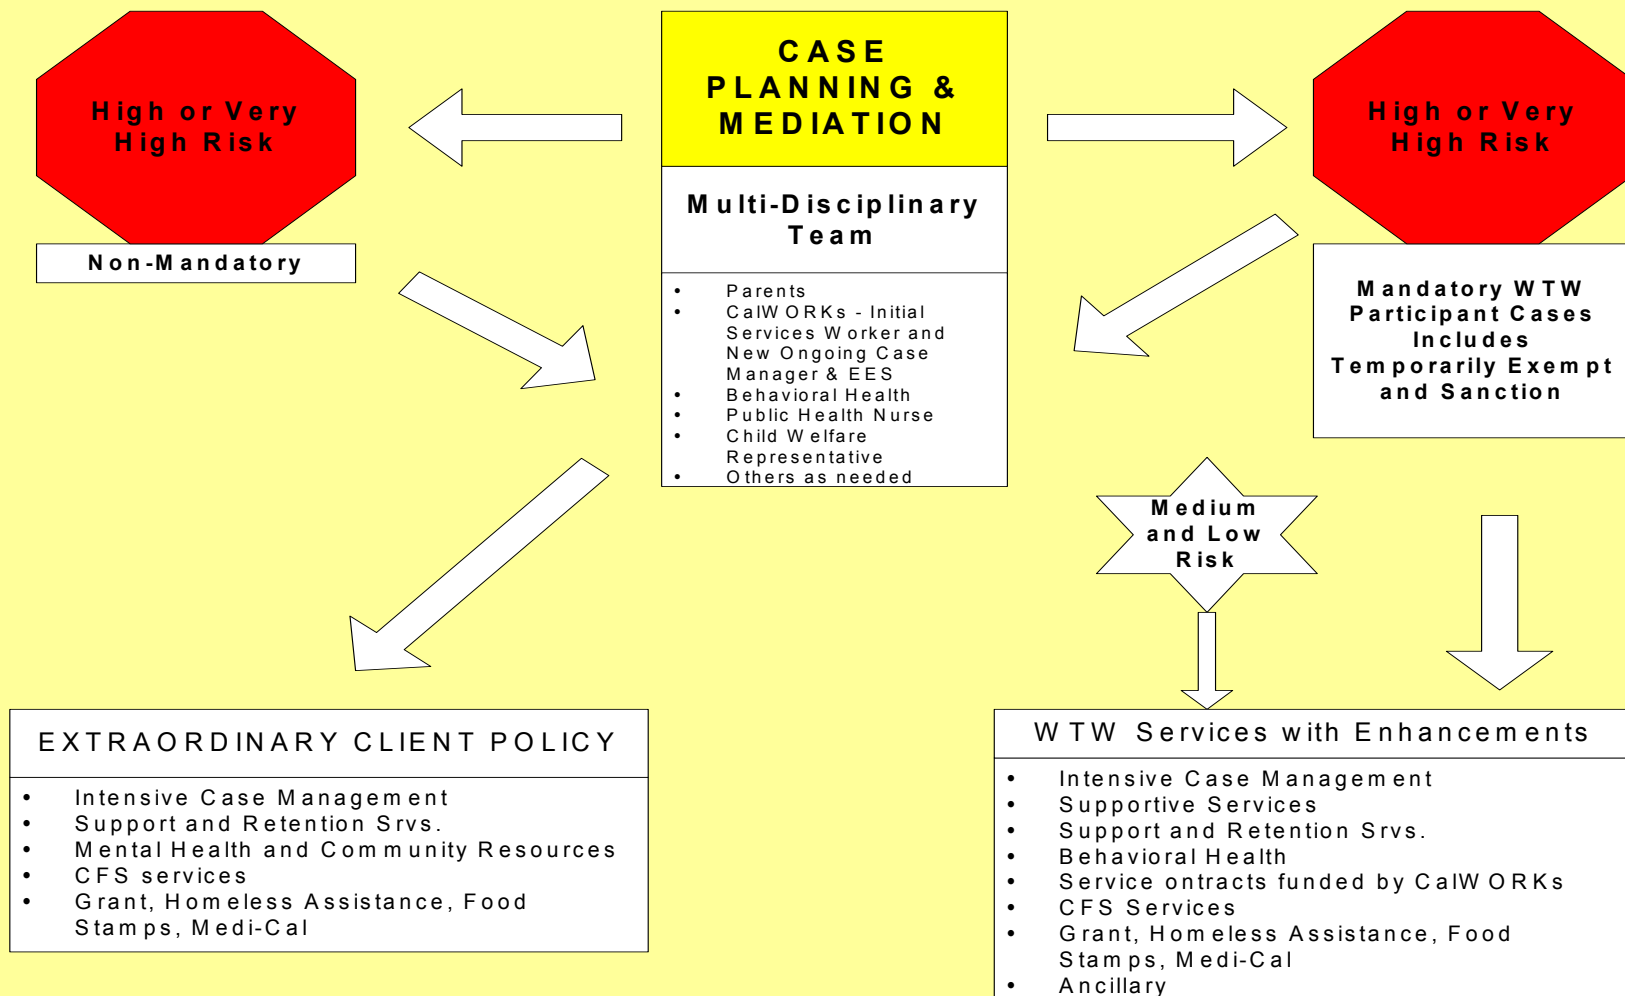 High or Very
High Risk
Non-Mandatory
CASE
PLANNING &
MEDIATION
Multi-Disciplinary
Team
• Parents
• CalWORKs - Initial
Services Worker and
New Ongoing Case
Manager & EES
• Behavioral Health
• Public Health Nurse
• Child Welfare
Representative
• Others as needed
High or Very
High Risk
Mandatory WTW
Participant Cases
Includes
Temporarily Exempt
and Sanction
Medium
and Low
Risk
EXTRAORDINARY CLIENT POLICY
• Intensive Case Management
• Support and Retention Srvs.
• Mental Health and Community Resources
• CFS services
• Grant, Homeless Assistance, Food
Stamps, Medi-Cal
WTW Services with Enhancements
• Intensive Case Management
• Supportive Services
• Support and Retention Srvs.
• Behavioral Health
• Service ontracts funded by CalWORKs
• CFS Services
• Grant, Homeless Assistance, Food
Stamps, Medi-Cal
• Ancillary